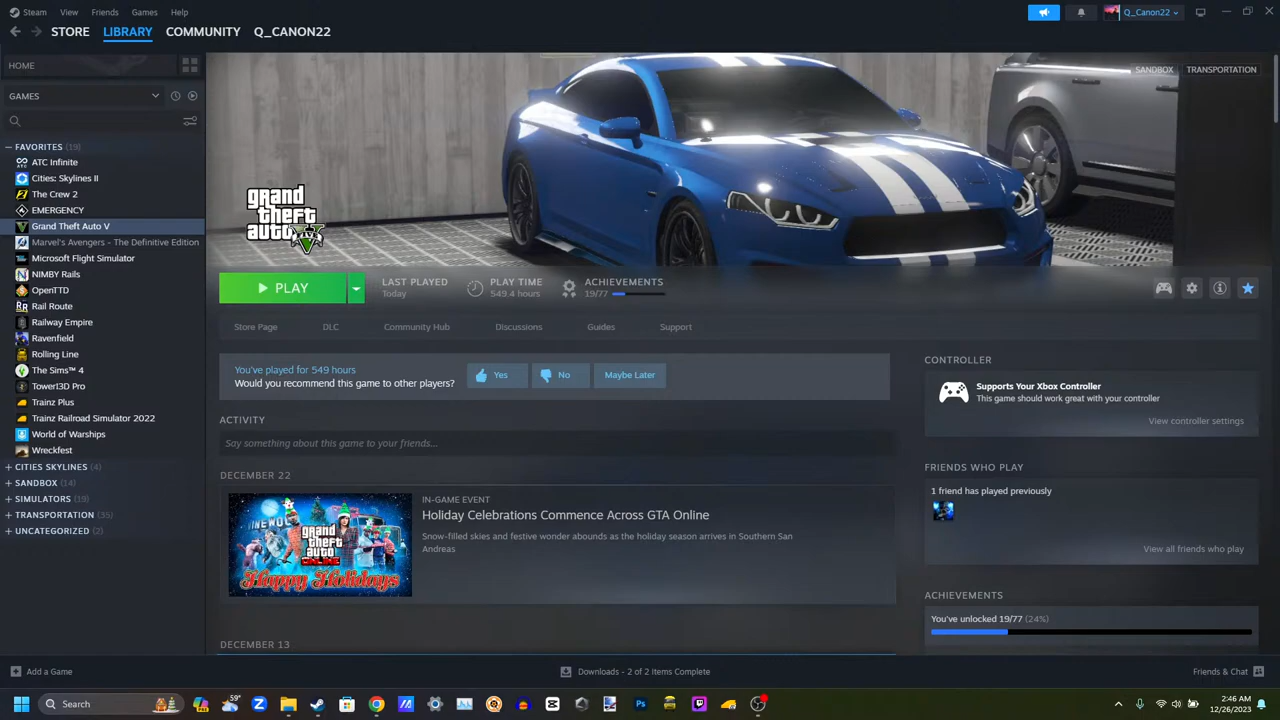 Steam View Friends Games Help
Q_Canon22
STORE LIBRARY COMMUNITY Q_CANON22
HOME
GAMES
FAVORITES (19)
ATC Infinite
Cities: Skylines II
The Crew 2
EMERGENCY
Grand Theft Auto V
Marvel's Avengers - The Definitive Edition
Microsoft Flight Simulator
NIMBY Rails
OpenTTD
Rail Route
Railway Empire
Ravenfield
Rolling Line
The Sims™ 4
Tower!3D Pro
Trainz Plus
Trainz Railroad Simulator 2022
World of Warships
Wreckfest
CITIES SKYLINES (4)
SANDBOX (14)
SIMULATORS (19)
TRANSPORTATION (35)
UNCATEGORIZED (2)
SANDBOX TRANSPORTATION
grand
theft
auto V
FIVE
PLAY
LAST PLAYED
Today
PLAY TIME
549.4 hours
ACHIEVEMENTS
19/77
Store Page DLC Community Hub Discussions Guides Support
You've played for 549 hours
Would you recommend this game to other players?
Yes No Maybe Later
ACTIVITY
Say something about this game to your friends...
DECEMBER 22
IN-GAME EVENT
Holiday Celebrations Commence Across GTA Online
Snow-filled skies and festive wonder abounds as the holiday season arrives in Southern San
Andreas
grand
theft
auto
ONLINE
Happy Holidays
DECEMBER 13
CONTROLLER
Supports Your Xbox Controller
This game should work great with your controller
View controller settings
FRIENDS WHO PLAY
1 friend has played previously
View all friends who play
ACHIEVEMENTS
You've unlocked 19/77 (24%)
Add a Game
Downloads - 2 of 2 Items Complete
Friends & Chat
Search
59°
2:46 AM
12/26/2023